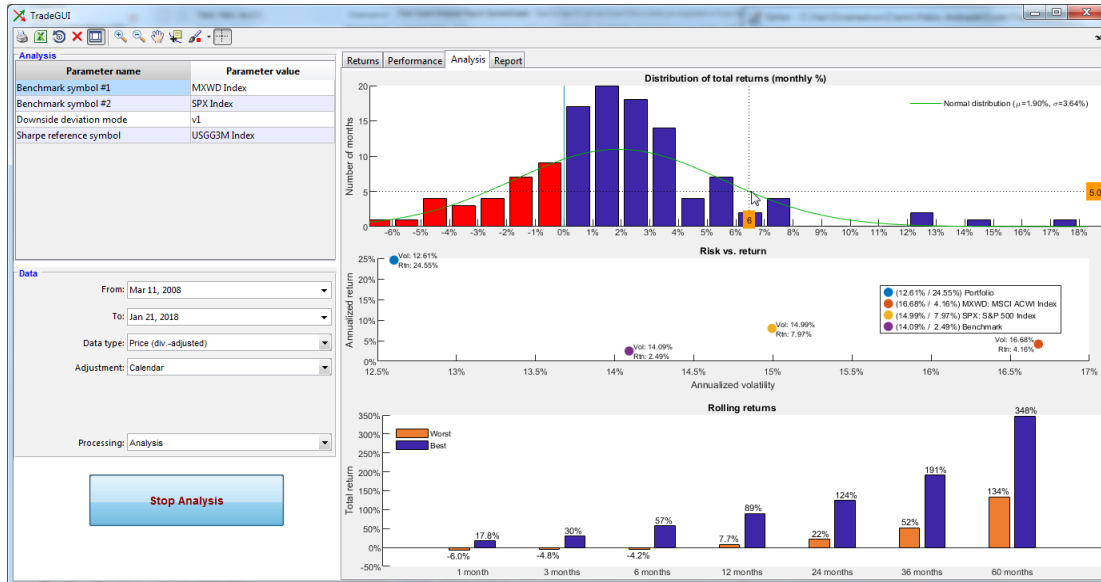 TradeGUI
Analysis
Parameter name Parameter value
Benchmark symbol #1 MXWD Index
Benchmark symbol #2 SPX Index
Downside deviation mode v1
Sharpe reference symbol USGG3M Index
Data
From: Mar 11, 2008
To: Jan 21, 2018
Data type: Price (div.-adjusted)
Adjustment: Calendar
Processing: Analysis
Stop Analysis
Returns Performance Analysis Report
Distribution of total returns (monthly %)
Normal distribution (μ=1.90%, σ=3.64%)
Number of months
20
15
10
5
0
5.0
6
-6% -5% -4% -3% -2% -1% 0% 1% 2% 3% 4% 5% 6% 7% 8% 9% 10% 11% 12% 13% 14% 15% 16% 17% 18%
Risk vs. return
Annualized return
25%
20%
15%
10%
5%
0%
Vol: 12.61%
Rtn: 24.55%
Vol: 14.09%
Rtn: 2.49%
Vol: 14.99%
Rtn: 7.97%
Vol: 16.68%
Rtn: 4.16%
(12.61% / 24.55%) Portfolio
(16.68% / 4.16%) MXWD: MSCI ACWI Index
(14.99% / 7.97%) SPX: S&P 500 Index
(14.09% / 2.49%) Benchmark
12.5% 13% 13.5% 14% 14.5% 15% 15.5% 16% 16.5% 17%
Annualized volatility
Rolling returns
Total return
350%
300%
250%
200%
150%
100%
50%
0%
-50%
Worst
Best
-6.0% 17.8% -4.8% 30% -4.2% 57% 7.7% 89% 22% 124% 52% 191% 134% 348%
1 month 3 months 6 months 12 months 24 months 36 months 60 months